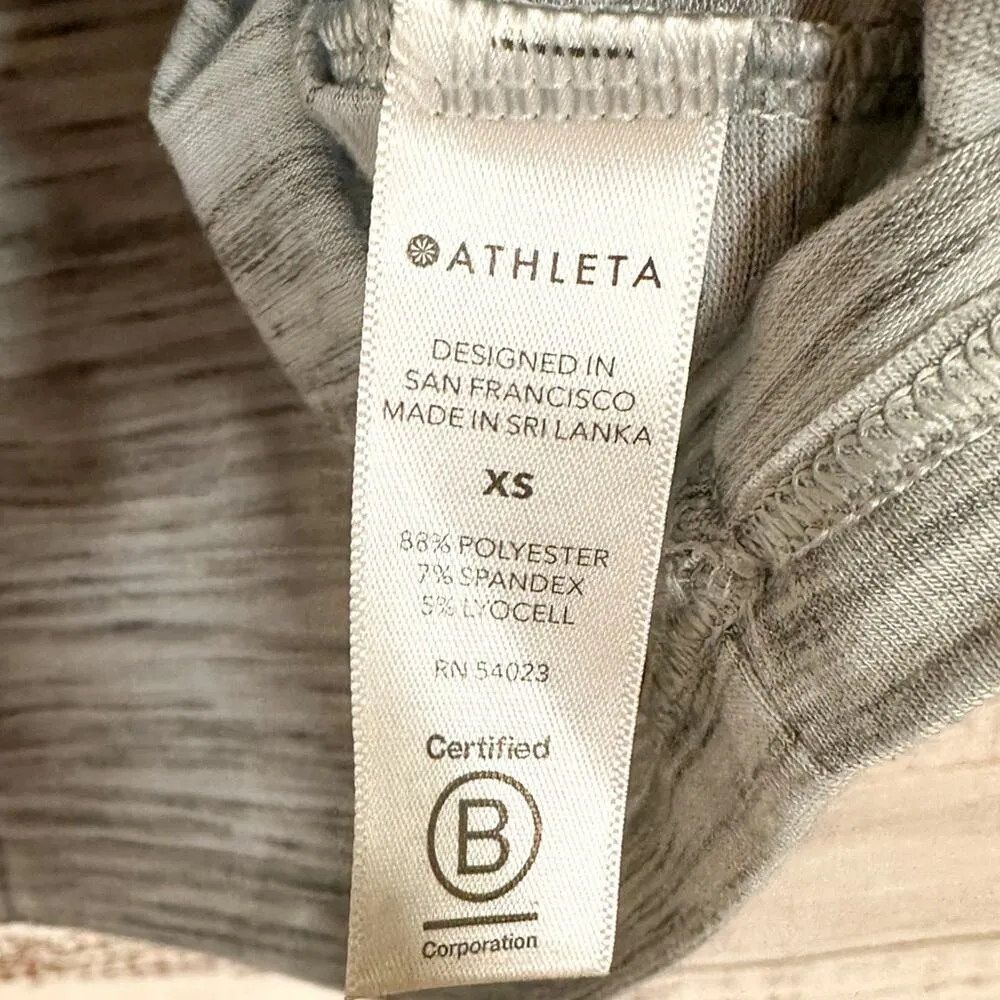 ATHLETA
DESIGNED IN
SAN FRANCISCO
MADE IN SRI LANKA
XS
88% POLYESTER
7% SPANDEX
5% LYOCELL
RN 54023
Certified
B
Corporation